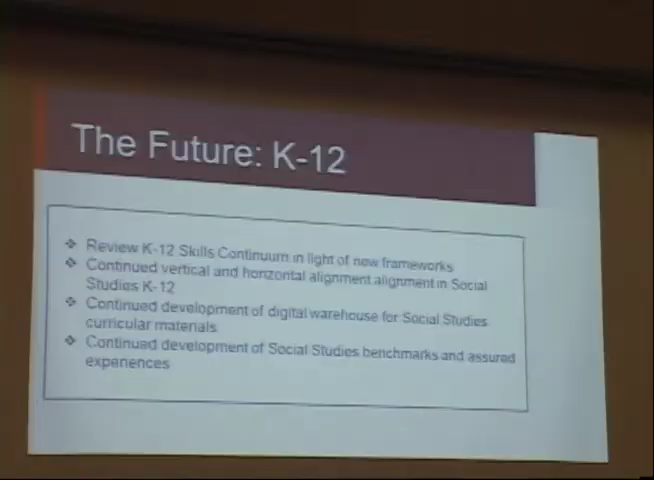 The Future: K-12
❖ Review K-12 Skills Continuum in light of new frameworks
❖ Continued vertical and horizontal alignment alignment in Social
Studies K-12
❖ Continued development of digital warehouse for Social Studies
curricular materials
❖ Continued development of Social Studies benchmarks and assured
experiences